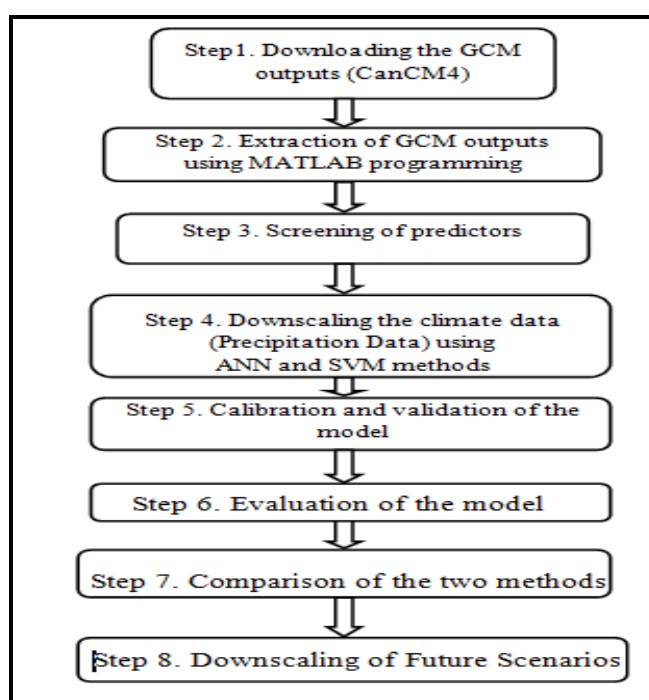 Step1. Downloading the GCM
outputs (CanCM4)
Step 2. Extraction of GCM outputs
using MATLAB programming
Step 3. Screening of predictors
Step 4. Downscaling the climate data
(Precipitation Data) using
ANN and SVM methods
Step 5. Calibration and validation of the
model
Step 6. Evaluation of the model
Step 7. Comparison of the two methods
Step 8. Downscaling of Future Scenarios